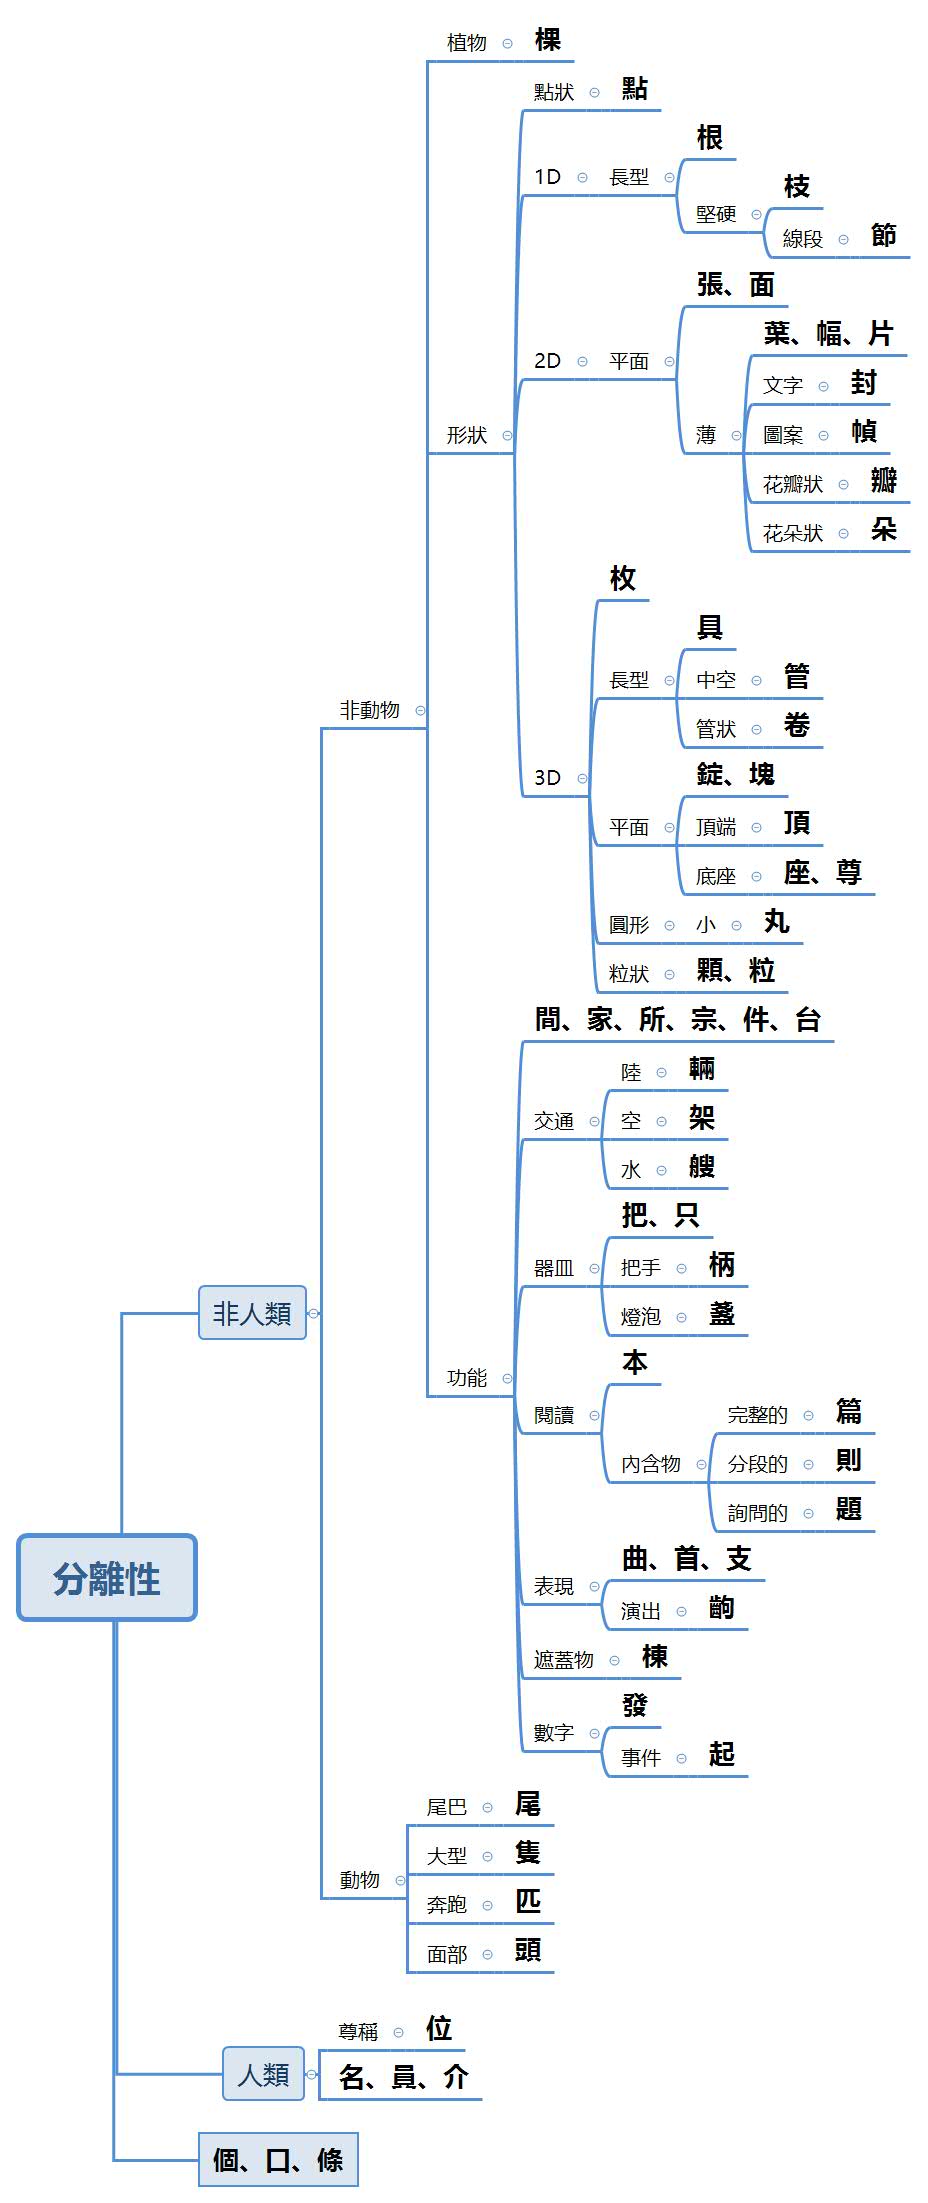 植物 棵
點狀 點
根
1D 長型
枝
堅硬
線段 節
張、面
葉、幅、片
2D 平面
文字 封
形狀
薄
圖案 幀
花瓣狀 瓣
花朵狀 朵
枚
具
長型 中空 管
非動物
管狀 卷
3D
錠、塊
平面 頂端 頂
底座 座、尊
圓形 小 丸
粒狀 顆、粒
間、家、所、宗、件、台
陸 輛
交通 空 架
水 艘
把、只
器皿 把手 柄
非人類
燈泡 盞
本
功能
閱讀 完整的 篇
內含物 分段的 則
詢問的 題
曲、首、支
分離性
表現
演出 齣
遮蓋物 棟
發
數字
事件 起
尾巴 尾
大型 隻
動物
奔跑 匹
面部 頭
尊稱 位
人類
名、員、介
個、口、條